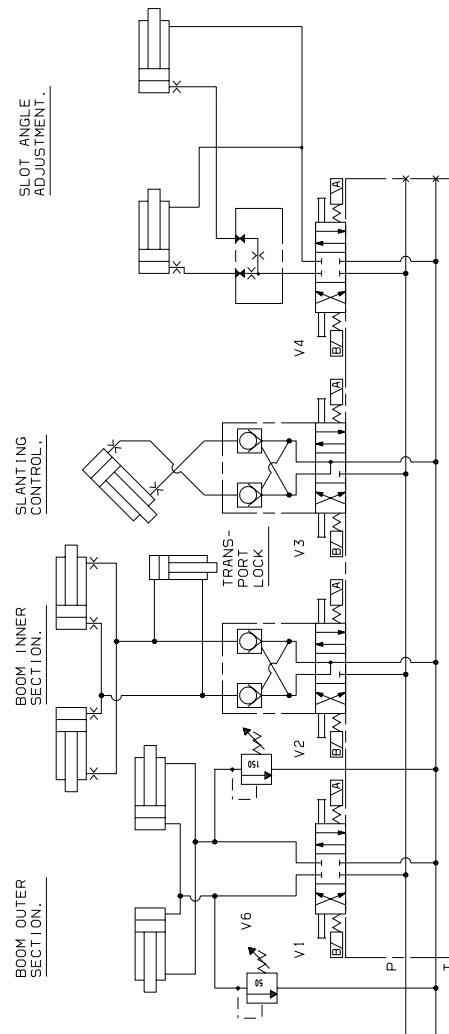 SLOT ANGLE
ADJUSTMENT.
A
V4
B
SLANTING
CONTROL.
A
V3
B
TRANS-
PORT
LOCK
BOOM INNER
SECTION.
A
V2
B
150
BOOM OUTER
SECTION.
A
V6
V1
B
50
P
T